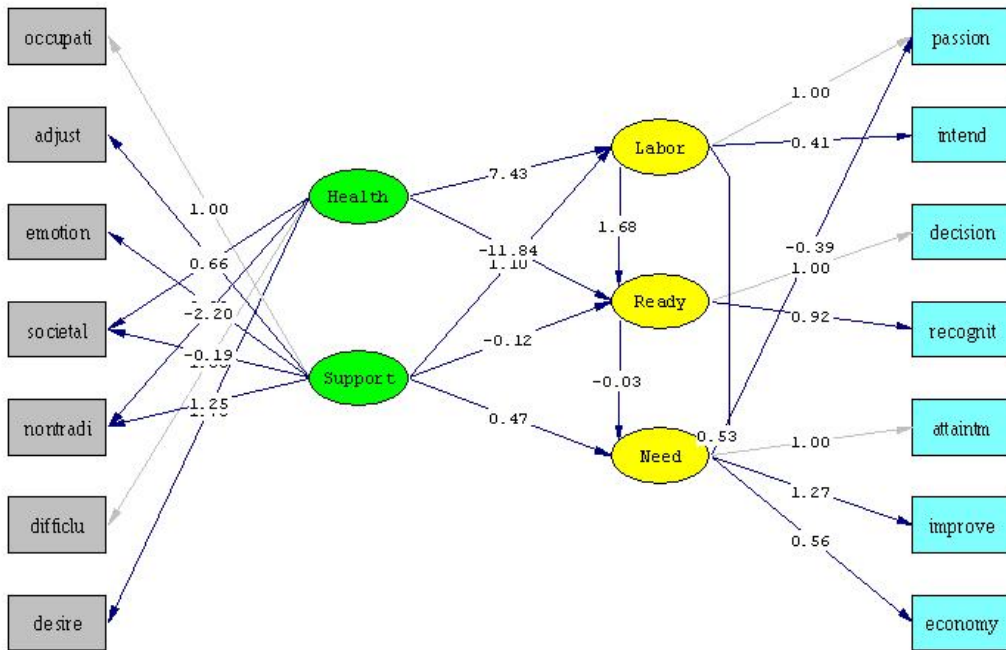 occupati
adjust
emotion
societal
nontradi
difficlu
desire
Health
Support
1.00
0.66
-2.20
-0.19
1.25
7.43
-11.84
1.10
-0.12
0.47
Labor
1.68
Ready
-0.03
Need
0.53
1.00
0.41
-0.39
1.00
0.92
1.00
1.27
0.56
passion
intend
decision
recognit
attaintm
improve
economy